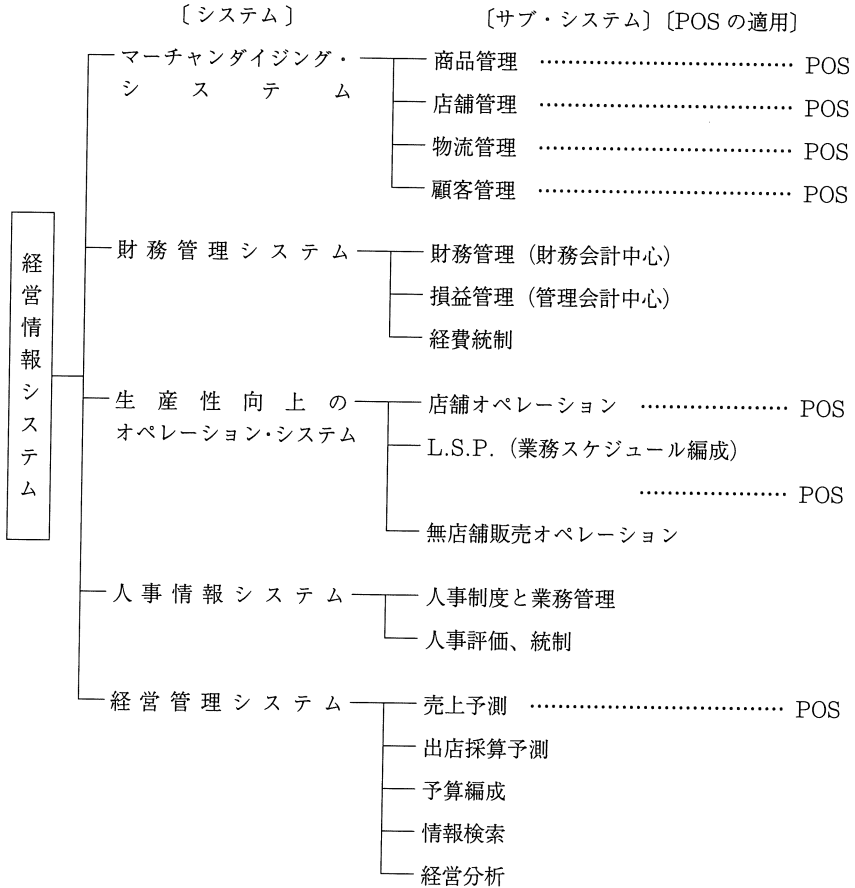 〔システム〕 〔サブ・システム〕〔POSの適用〕
経営情報システム
マーチャンダイジング・
システム
商品管理 ………………………… POS
店舗管理 ………………………… POS
物流管理 ………………………… POS
顧客管理 ………………………… POS
財務管理システム
財務管理（財務会計中心）
損益管理（管理会計中心）
経費統制
生産性向上の
オペレーション・システム
店舗オペレーション ……………… POS
L.S.P.（業務スケジュール編成）
……………… POS
無店舗販売オペレーション
人事情報システム
人事制度と業務管理
人事評価、統制
経営管理システム
売上予測 ………………………… POS
出店採算予測
予算編成
情報検索
経営分析